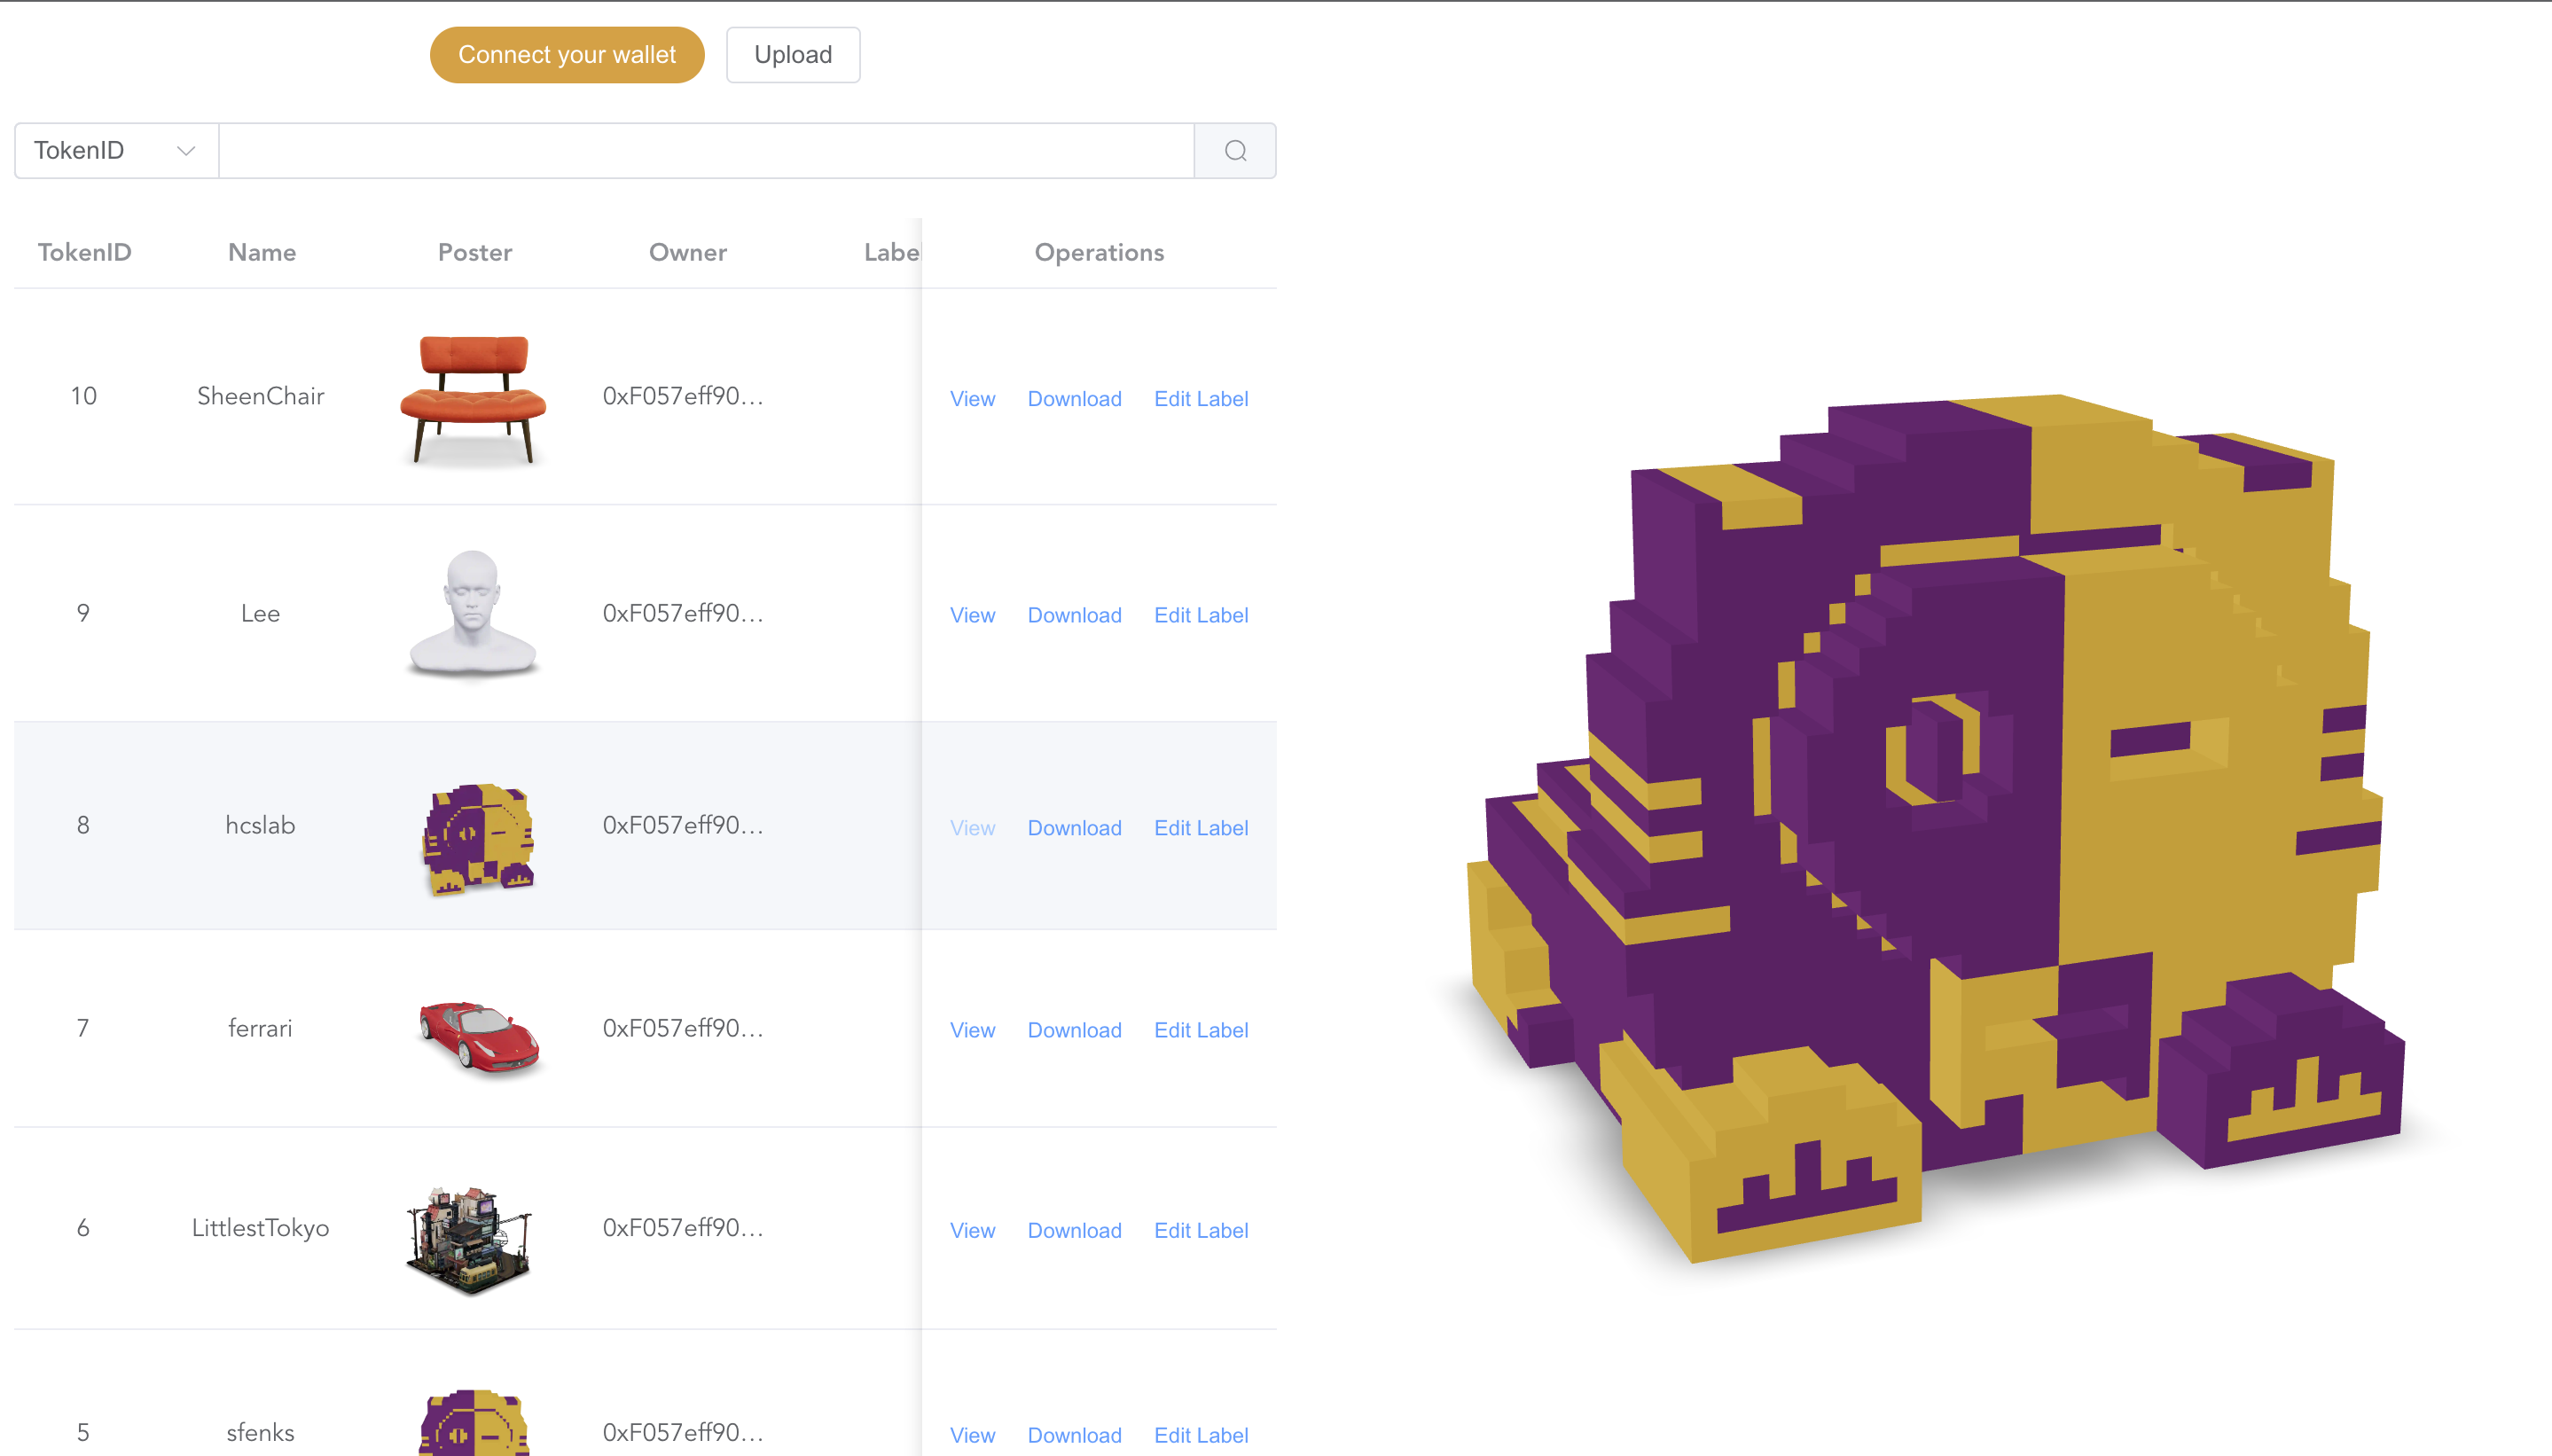 Connect your wallet Upload
TokenID
TokenID Name Poster Owner Labe Operations
10 SheenChair 0xF057eff90... View Download Edit Label
9 Lee 0xF057eff90... View Download Edit Label
8 hcslab 0xF057eff90... View Download Edit Label
7 ferrari 0xF057eff90... View Download Edit Label
6 LittlestTokyo 0xF057eff90... View Download Edit Label
5 sfenks 0xF057eff90... View Download Edit Label